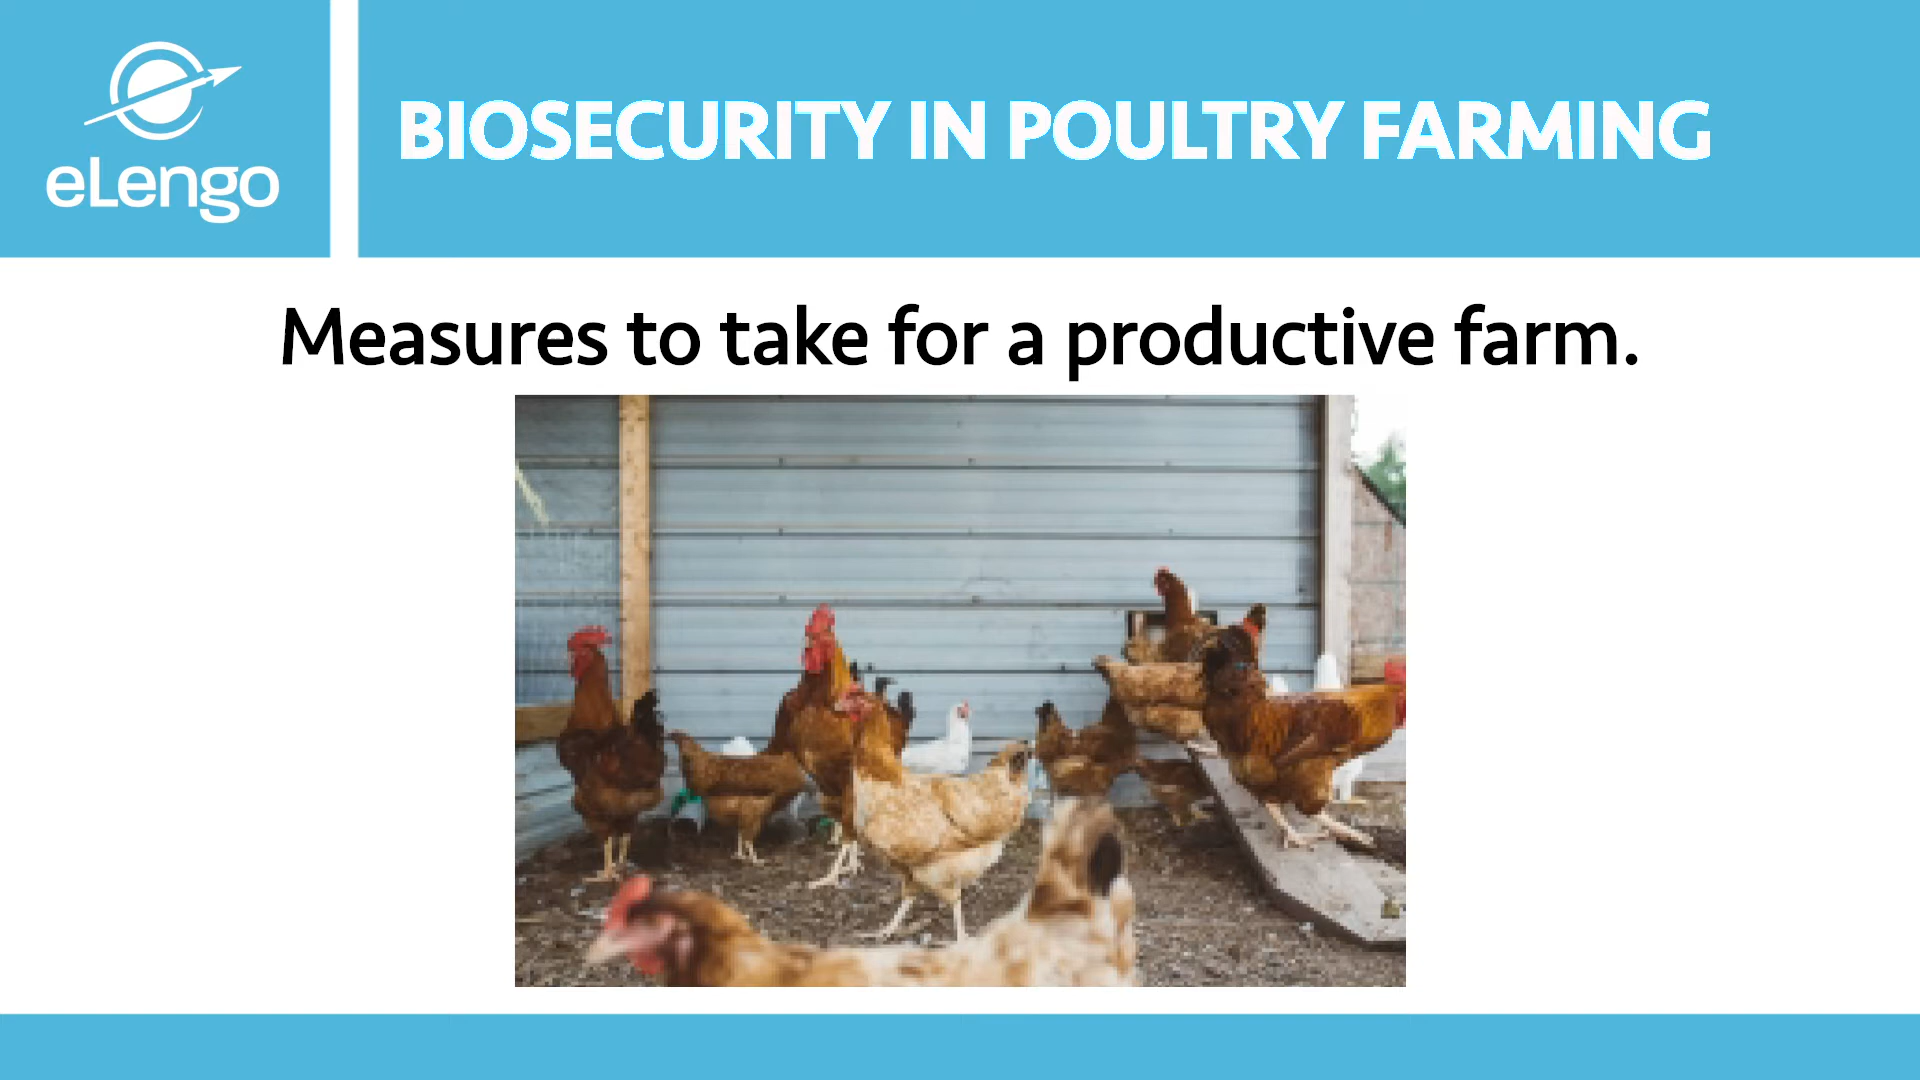 eLengo
BIOSECURITY IN POULTRY FARMING
Measures to take for a productive farm.